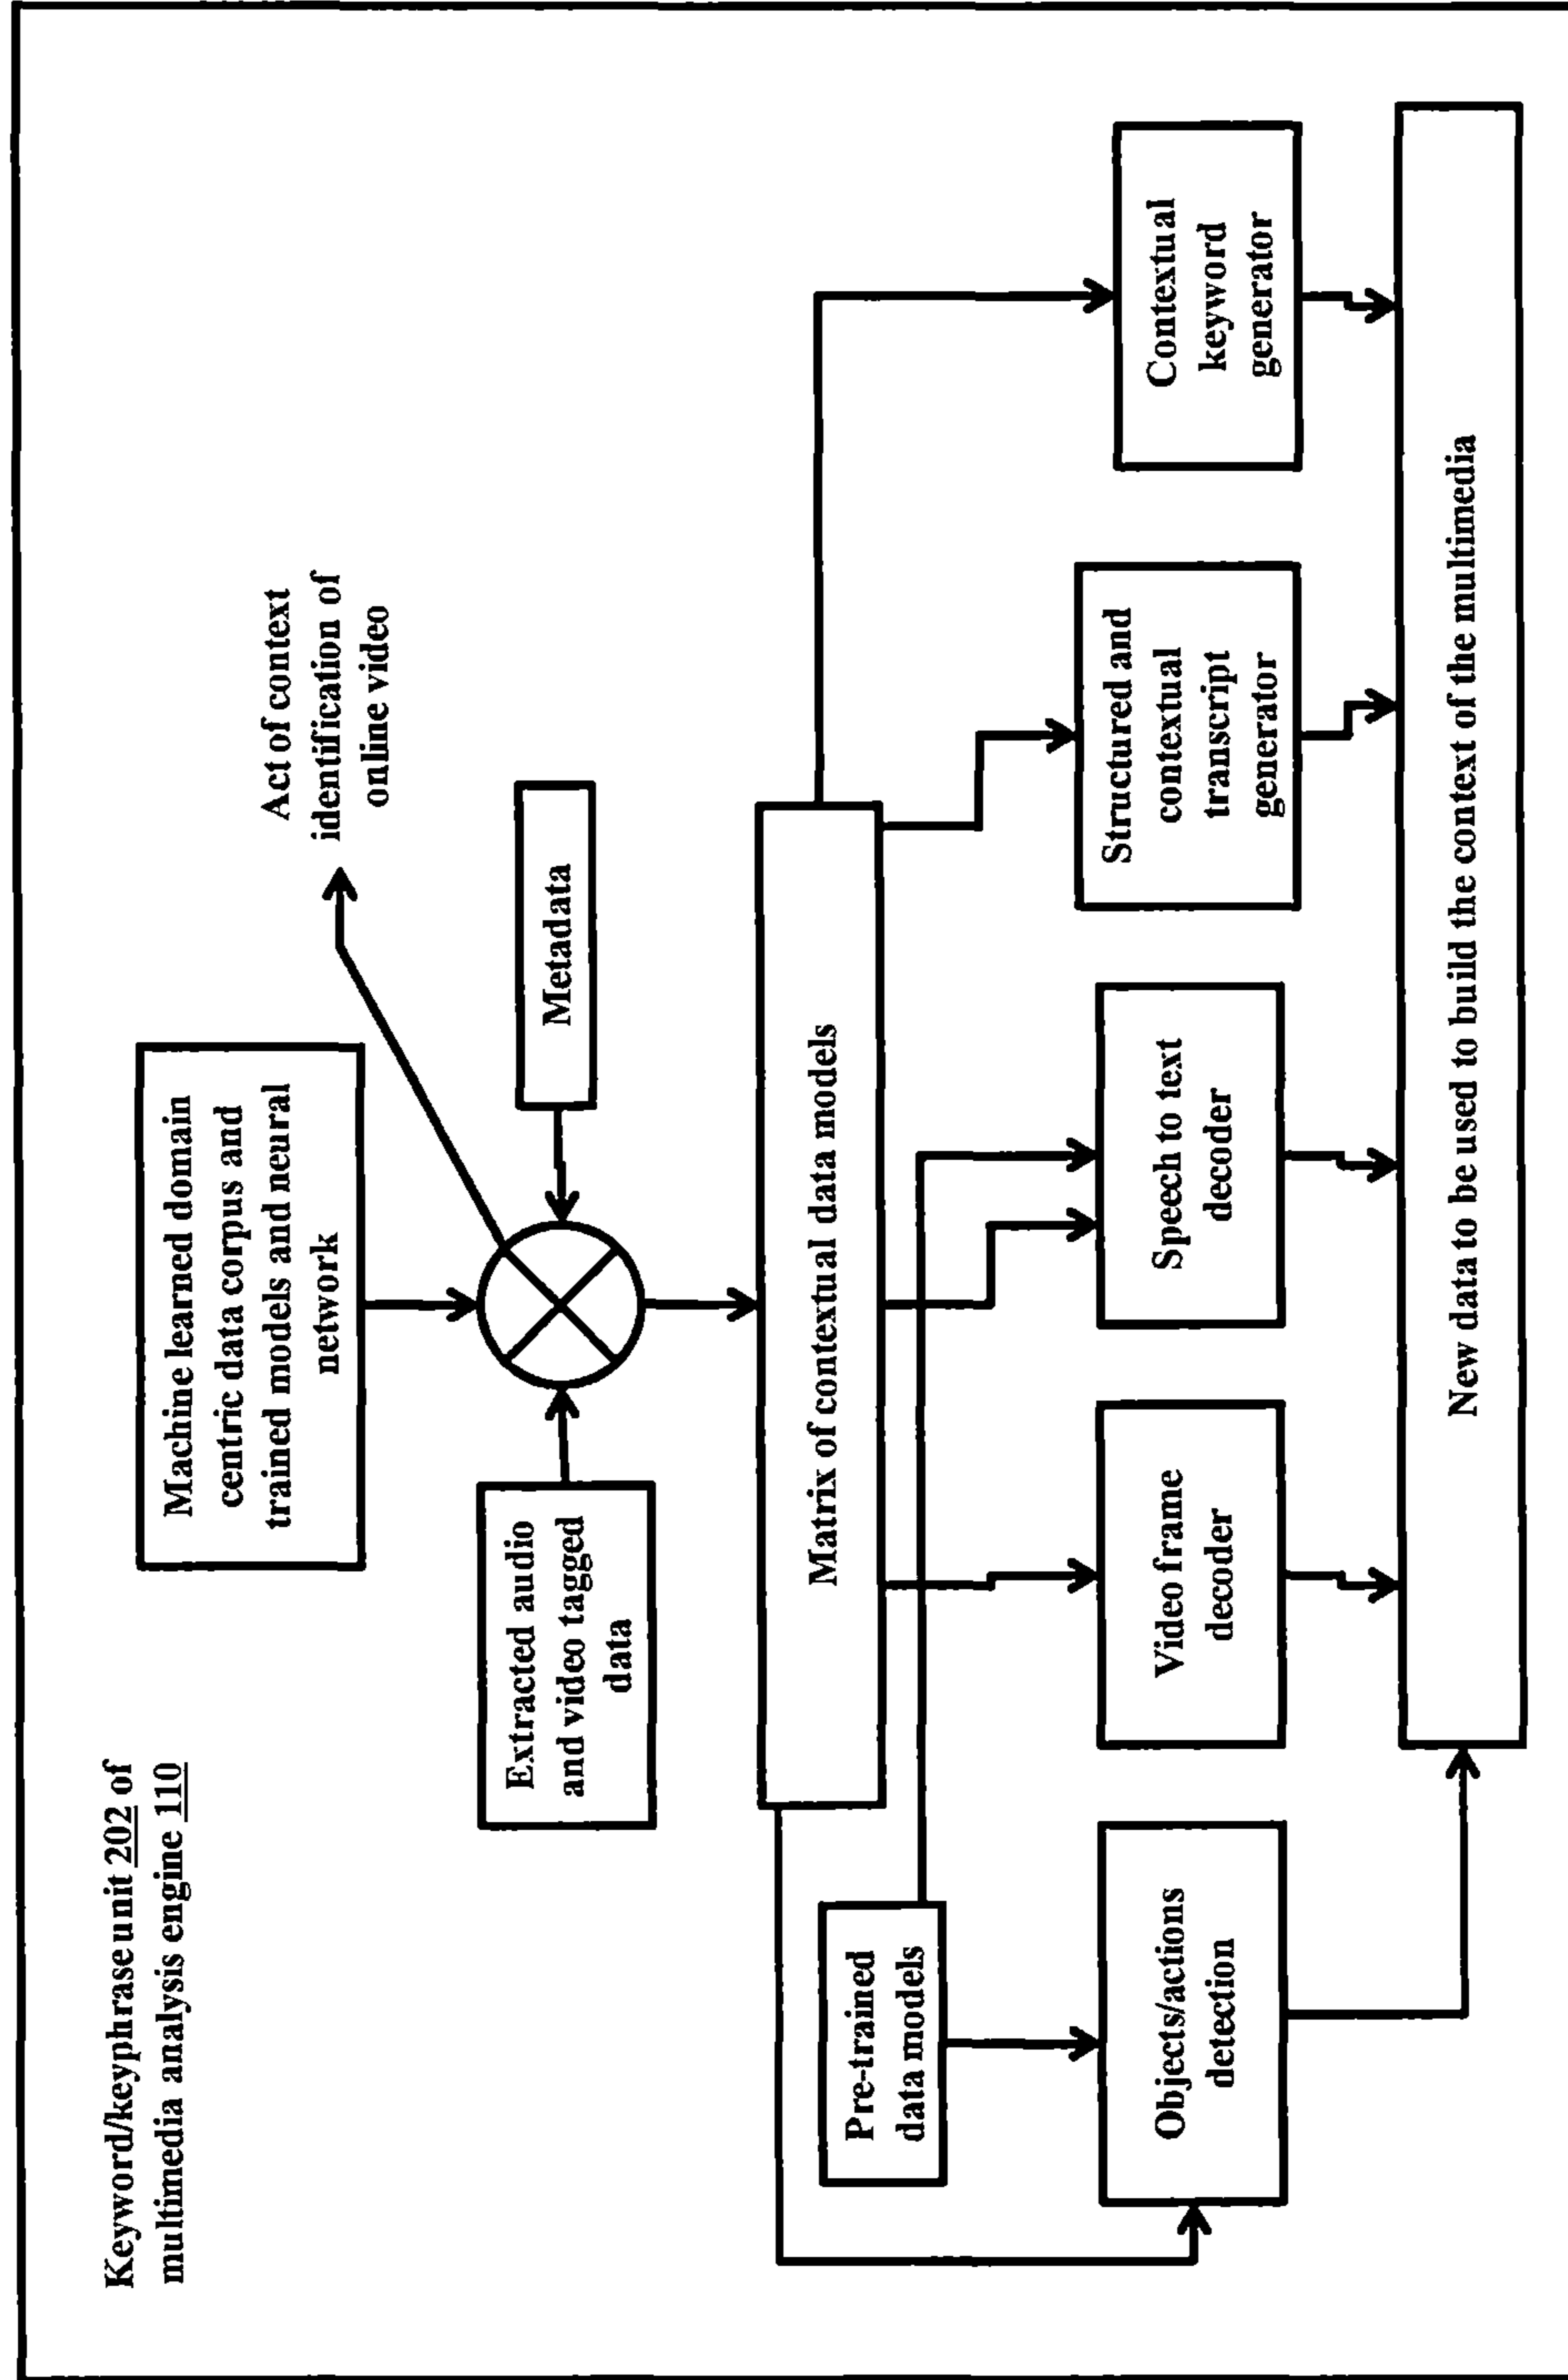 Keyword/keyphrase unit 202 of
multimedia analysis engine 110
Machine learned domain
centric data corpus and
trained models and neural
network
Act of context
identification of
online video
Extracted audio
and video tagged
data
Metadata
Matrix of contextual data models
Pre-trained
data models
Objects/actions
detection
Video frame
decoder
Speech to text
decoder
Structured and
contextual
transcript
generator
Contextual
keyword
generator
New data to be used to build the context of the multimedia